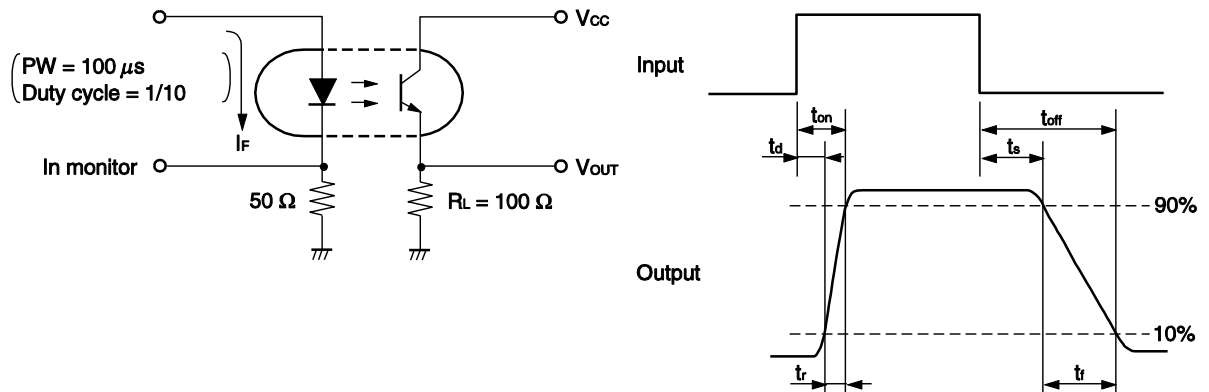 VCC
PW = 100 μs
Duty cycle = 1/10
IF
In monitor
VOUT
50 Ω
RL = 100 Ω
Input
ton
toff
td
ts
90%
Output
10%
tr
tf